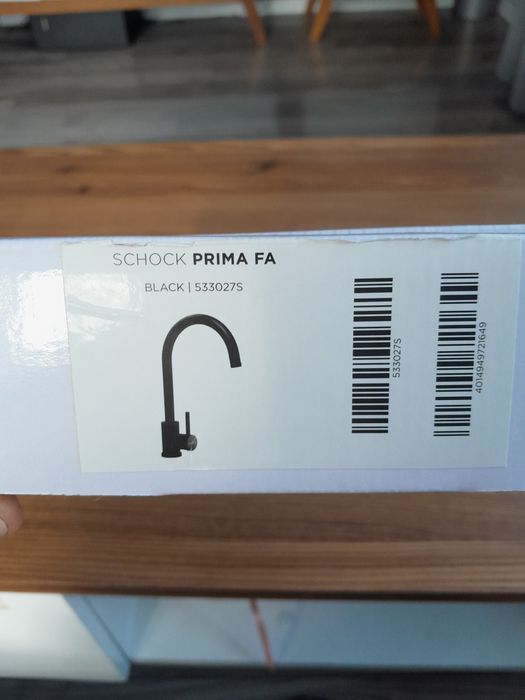 SCHOCK PRIMA FA
BLACK | 533027S
533027S
4014949721649